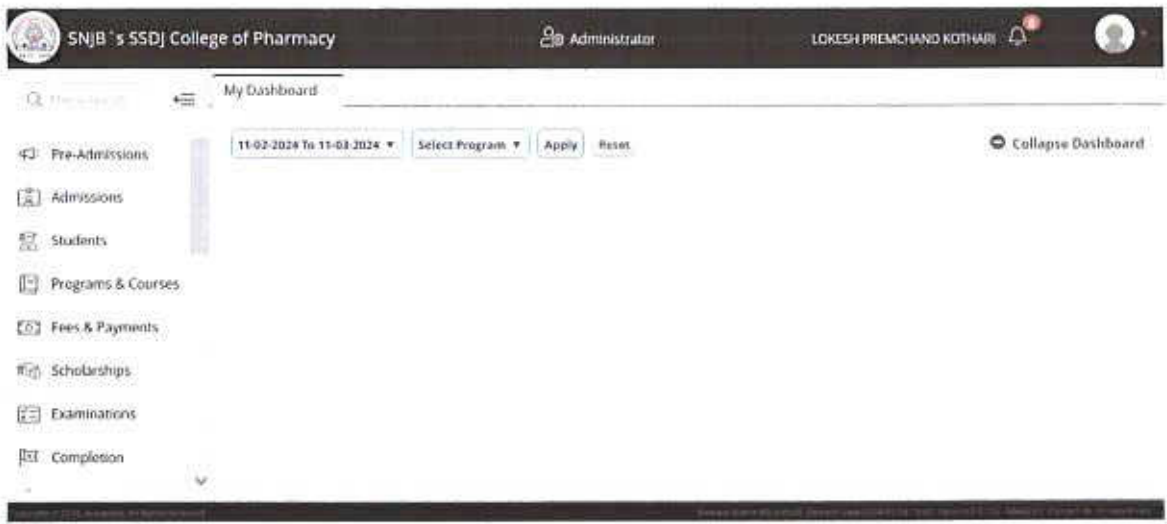 SNJB`s SSDJ College of Pharmacy
Administrator
LOKESH PREMCHAND KOTHARI
My Dashboard
11-02-2024 To 11-03-2024
Select Program
Apply
Reset
Collapse Dashboard
Pre-Admissions
Admissions
Students
Programs & Courses
Fees & Payments
Scholarships
Examinations
Completion